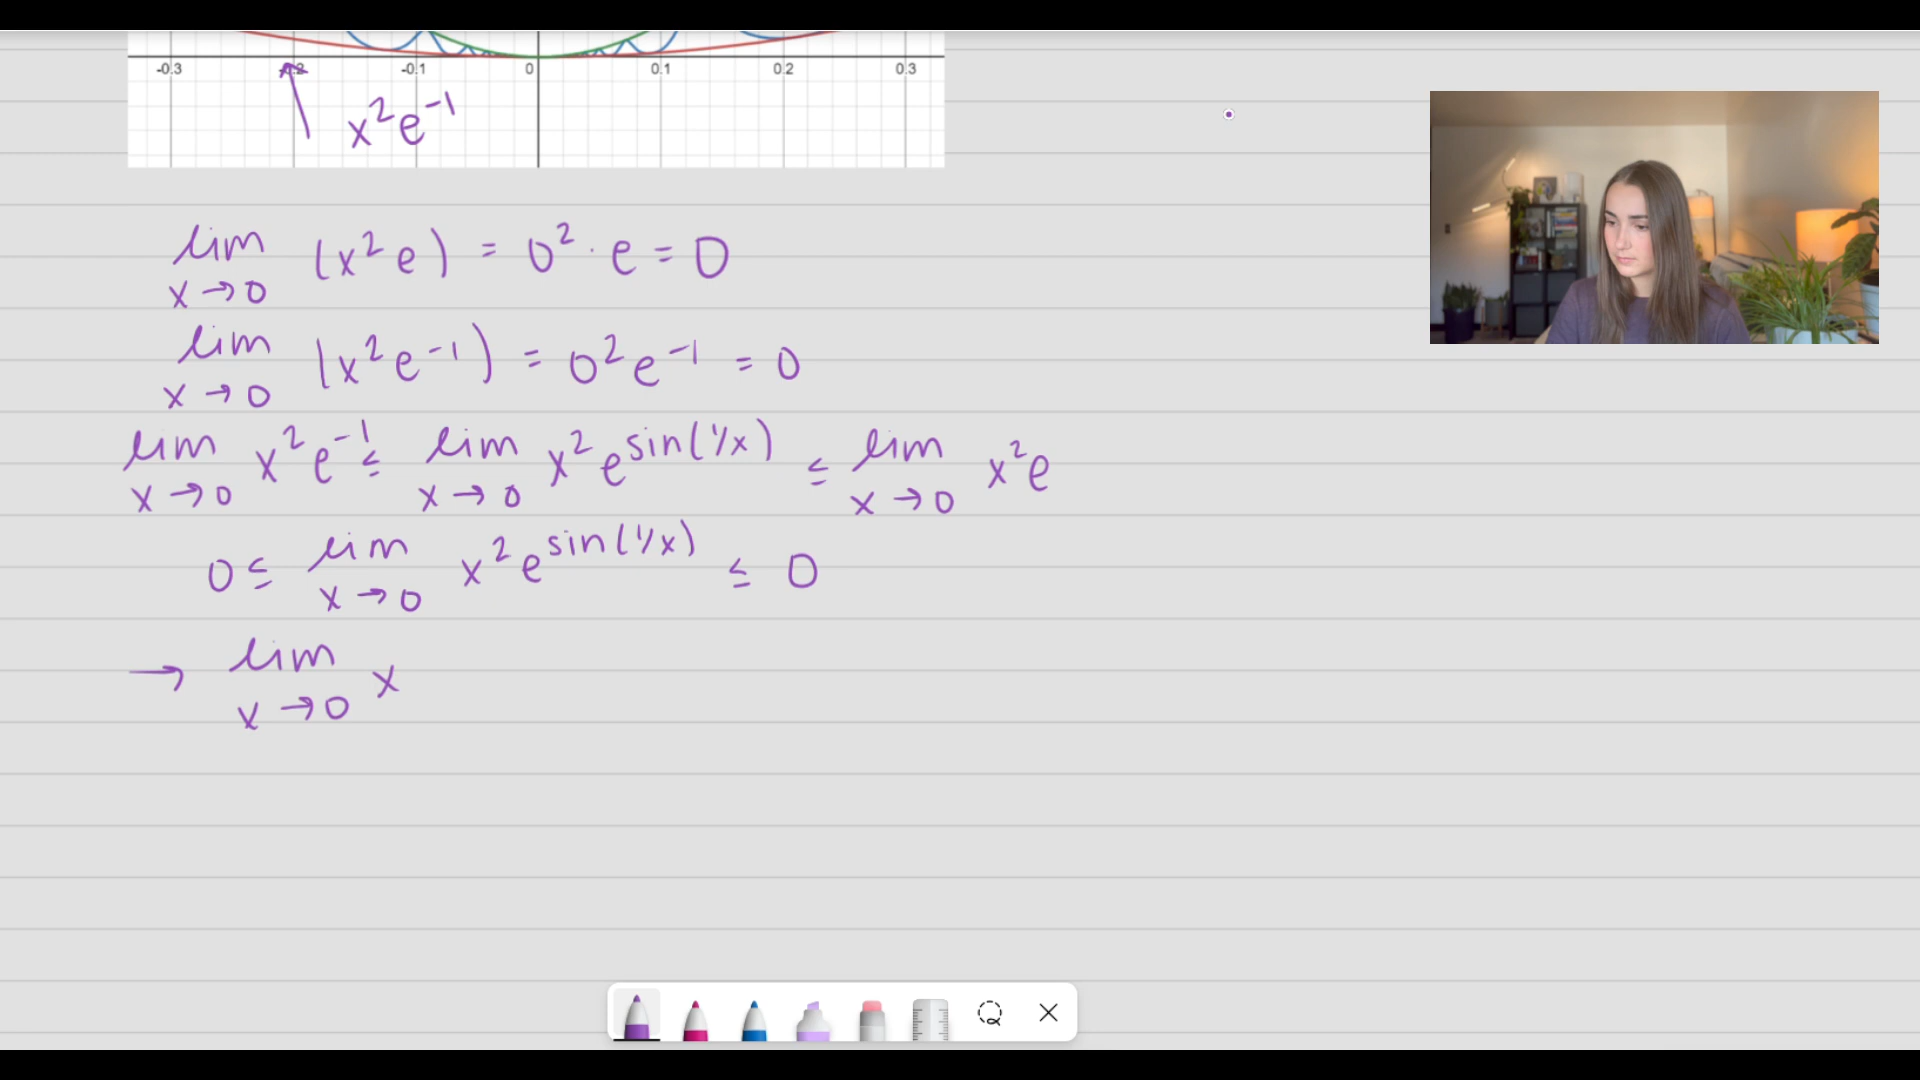 -0.3 -0.2 -0.1 0 0.1 0.2 0.3
x²e⁻¹
lim x→0 (x²e) = 0² · e = 0
lim x→0 (x²e⁻¹) = 0²e⁻¹ = 0
lim x→0 x²e⁻¹ ≤ lim x→0 x²e^sin(1/x) ≤ lim x→0 x²e
0 ≤ lim x→0 x²e^sin(1/x) ≤ 0
→ lim x→0 x